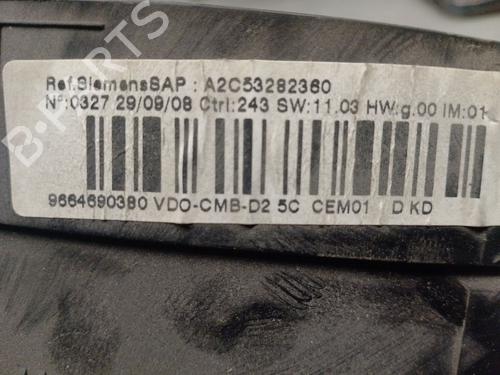 Ref.SiemensSAP : A2C53282360
Nº:0327 29/09/08 Ctrl:243 SW:11.03 HW:g.00 IM:01
9664690380 VDO-CMB-D2 5C CEM01 D KD
B-PARTS